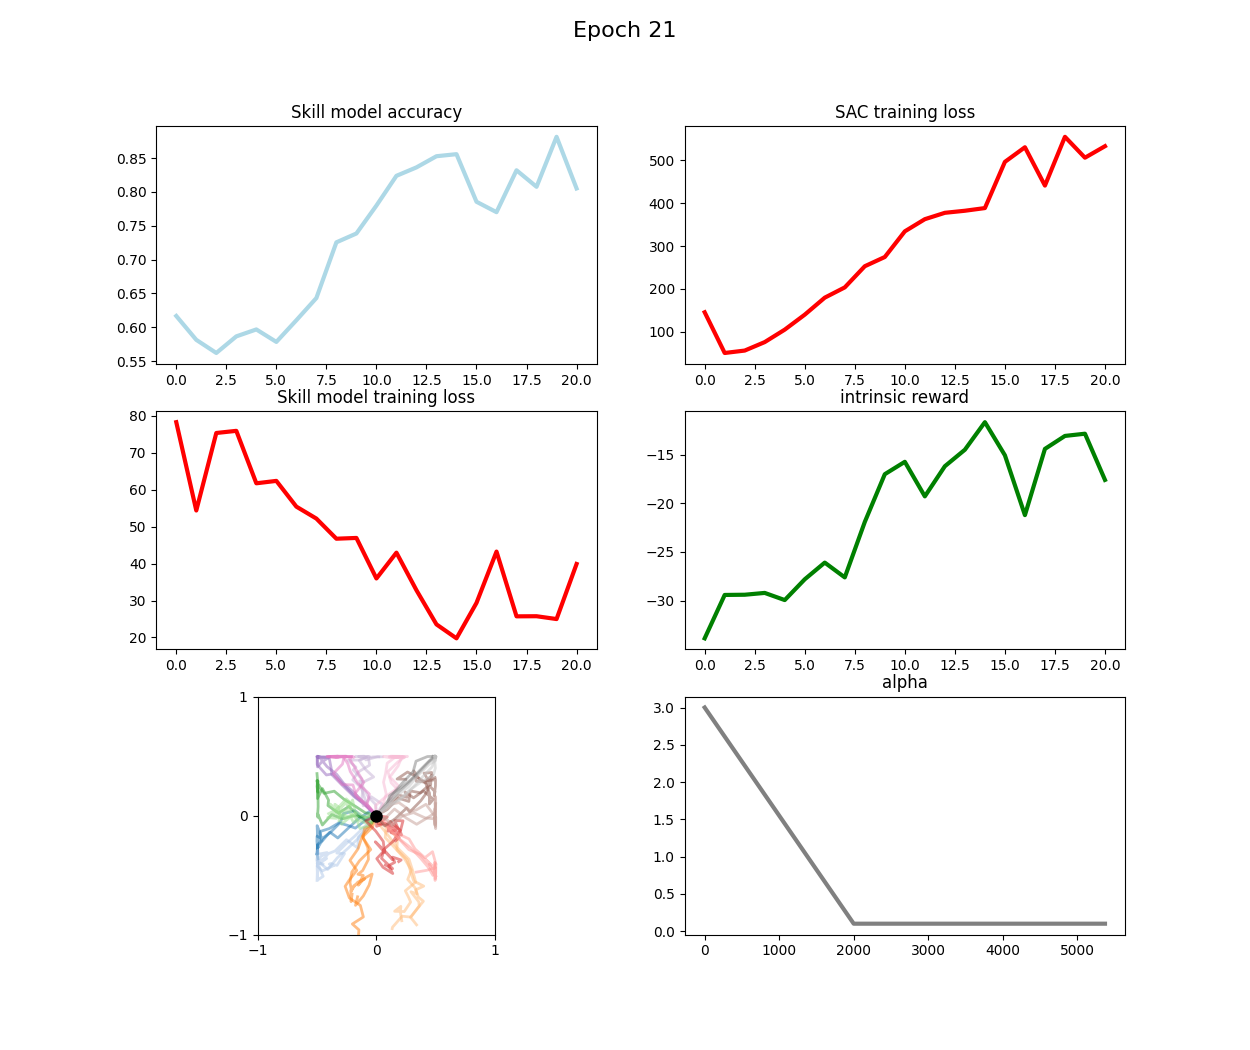 Epoch 21
Skill model accuracy
0.85
0.80
0.75
0.70
0.65
0.60
0.55
0.0 2.5 5.0 7.5 10.0 12.5 15.0 17.5 20.0
SAC training loss
500
400
300
200
100
0.0 2.5 5.0 7.5 10.0 12.5 15.0 17.5 20.0
Skill model training loss
80
70
60
50
40
30
20
0.0 2.5 5.0 7.5 10.0 12.5 15.0 17.5 20.0
intrinsic reward
−15
−20
−25
−30
0.0 2.5 5.0 7.5 10.0 12.5 15.0 17.5 20.0
1
0
−1
−1 0 1
alpha
3.0
2.5
2.0
1.5
1.0
0.5
0.0
0 1000 2000 3000 4000 5000